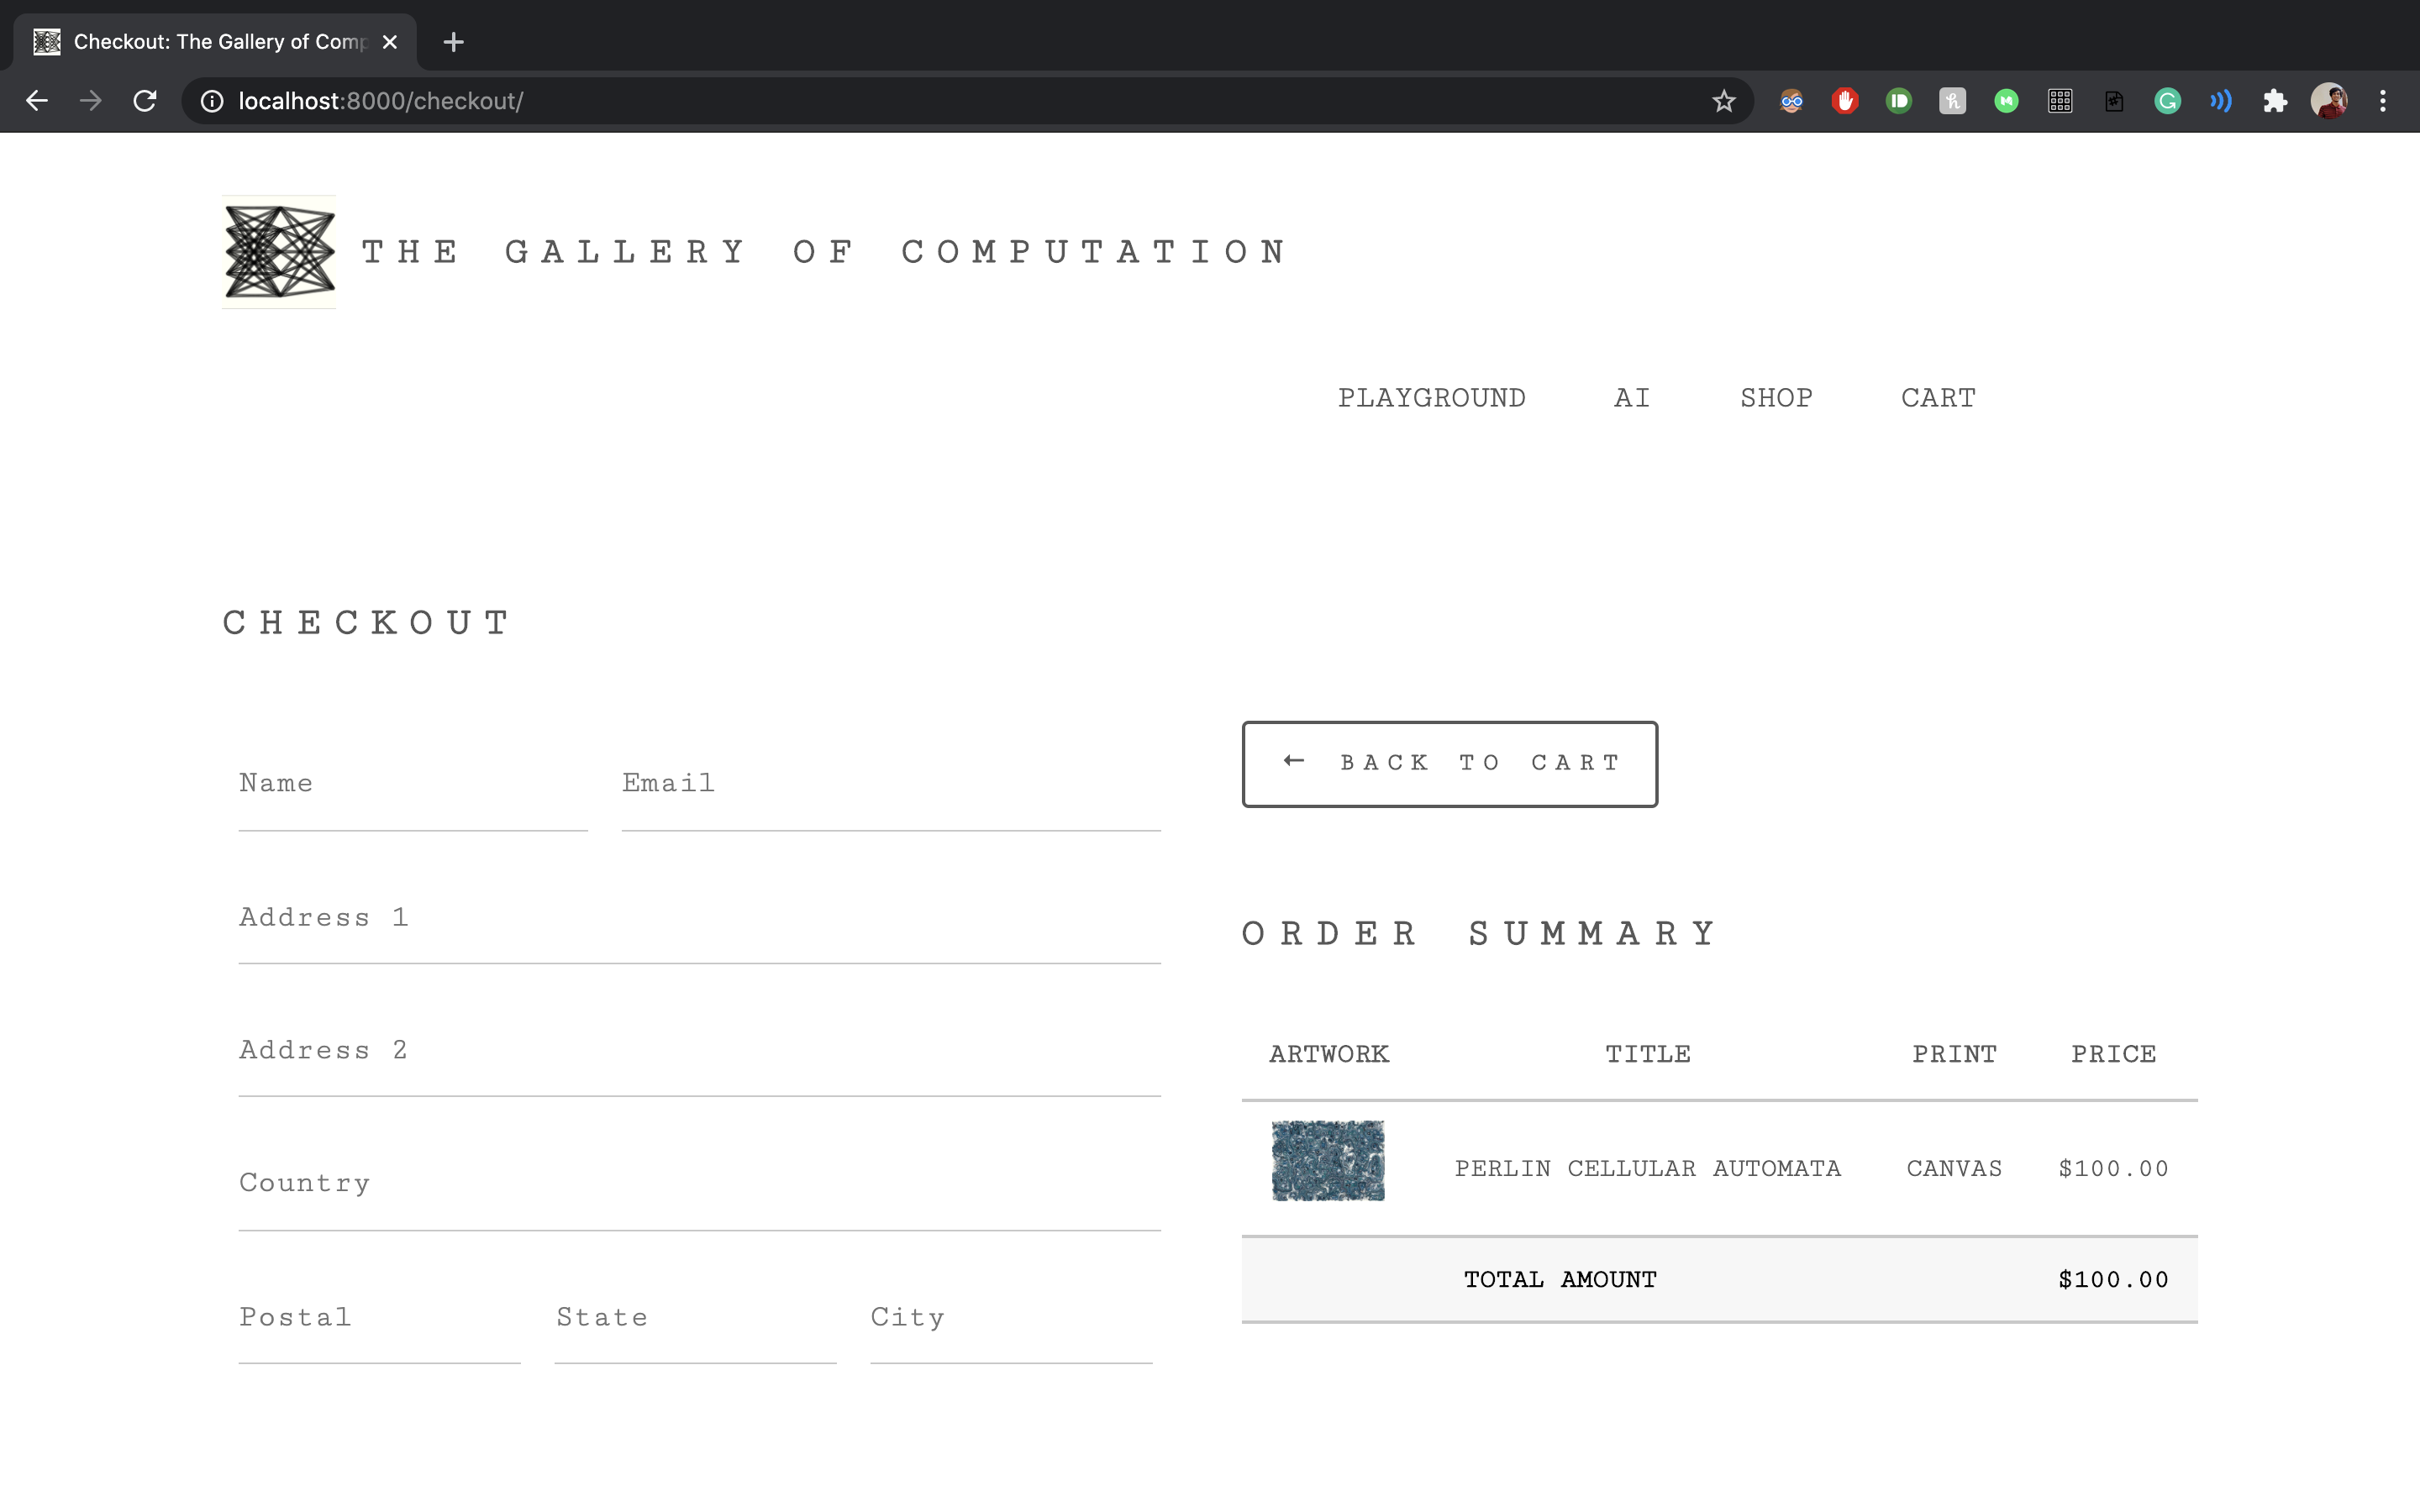 Checkout: The Gallery of Comp
localhost:8000/checkout/
THE GALLERY OF COMPUTATION
PLAYGROUND AI SHOP CART
CHECKOUT
Name Email
Address 1
Address 2
Country
Postal State City
← BACK TO CART
ORDER SUMMARY
ARTWORK TITLE PRINT PRICE
PERLIN CELLULAR AUTOMATA CANVAS $100.00
TOTAL AMOUNT $100.00